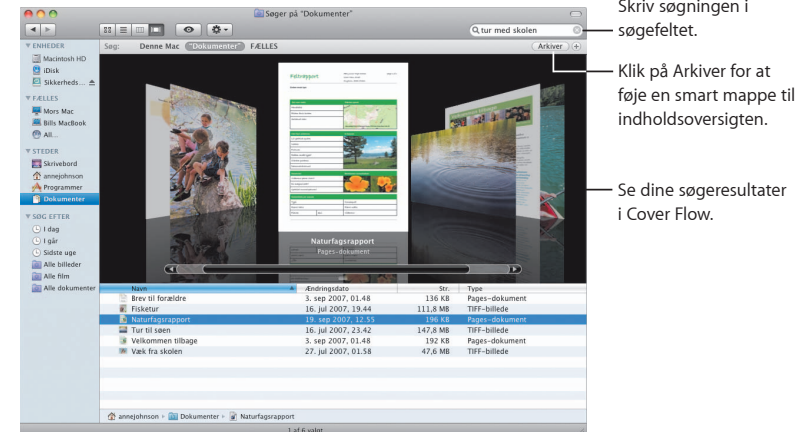 Søger på "Dokumenter"
tur med skolen
Søg: Denne Mac "Dokumenter" FÆLLES Arkiver
ENHEDER
Macintosh HD
iDisk
Sikkerheds...
FÆLLES
Mors Mac
Bills MacBook
All...
STEDER
Skrivebord
annejohnson
Programmer
Dokumenter
SØG EFTER
I dag
I går
Sidste uge
Alle billeder
Alle film
Alle dokumenter
Feltrapport
Naturfagsrapport
Pages-dokument
Navn Ændringsdato Str. Type
Brev til forældre 3. sep 2007, 01.48 136 KB Pages-dokument
Fisketur 16. jul 2007, 19.44 111,8 MB TIFF-billede
Naturfagsrapport 19. sep 2007, 12.55 196 KB Pages-dokument
Tur til søen 16. jul 2007, 23.42 147,8 MB TIFF-billede
Velkommen tilbage 3. sep 2007, 01.48 192 KB Pages-dokument
Væk fra skolen 27. jul 2007, 01.58 47,6 MB TIFF-billede
annejohnson Dokumenter Naturfagsrapport
1 af 6 valgt
Skriv søgningen i
søgefeltet.
Klik på Arkiver for at
føje en smart mappe til
indholdsoversigten.
Se dine søgeresultater
i Cover Flow.